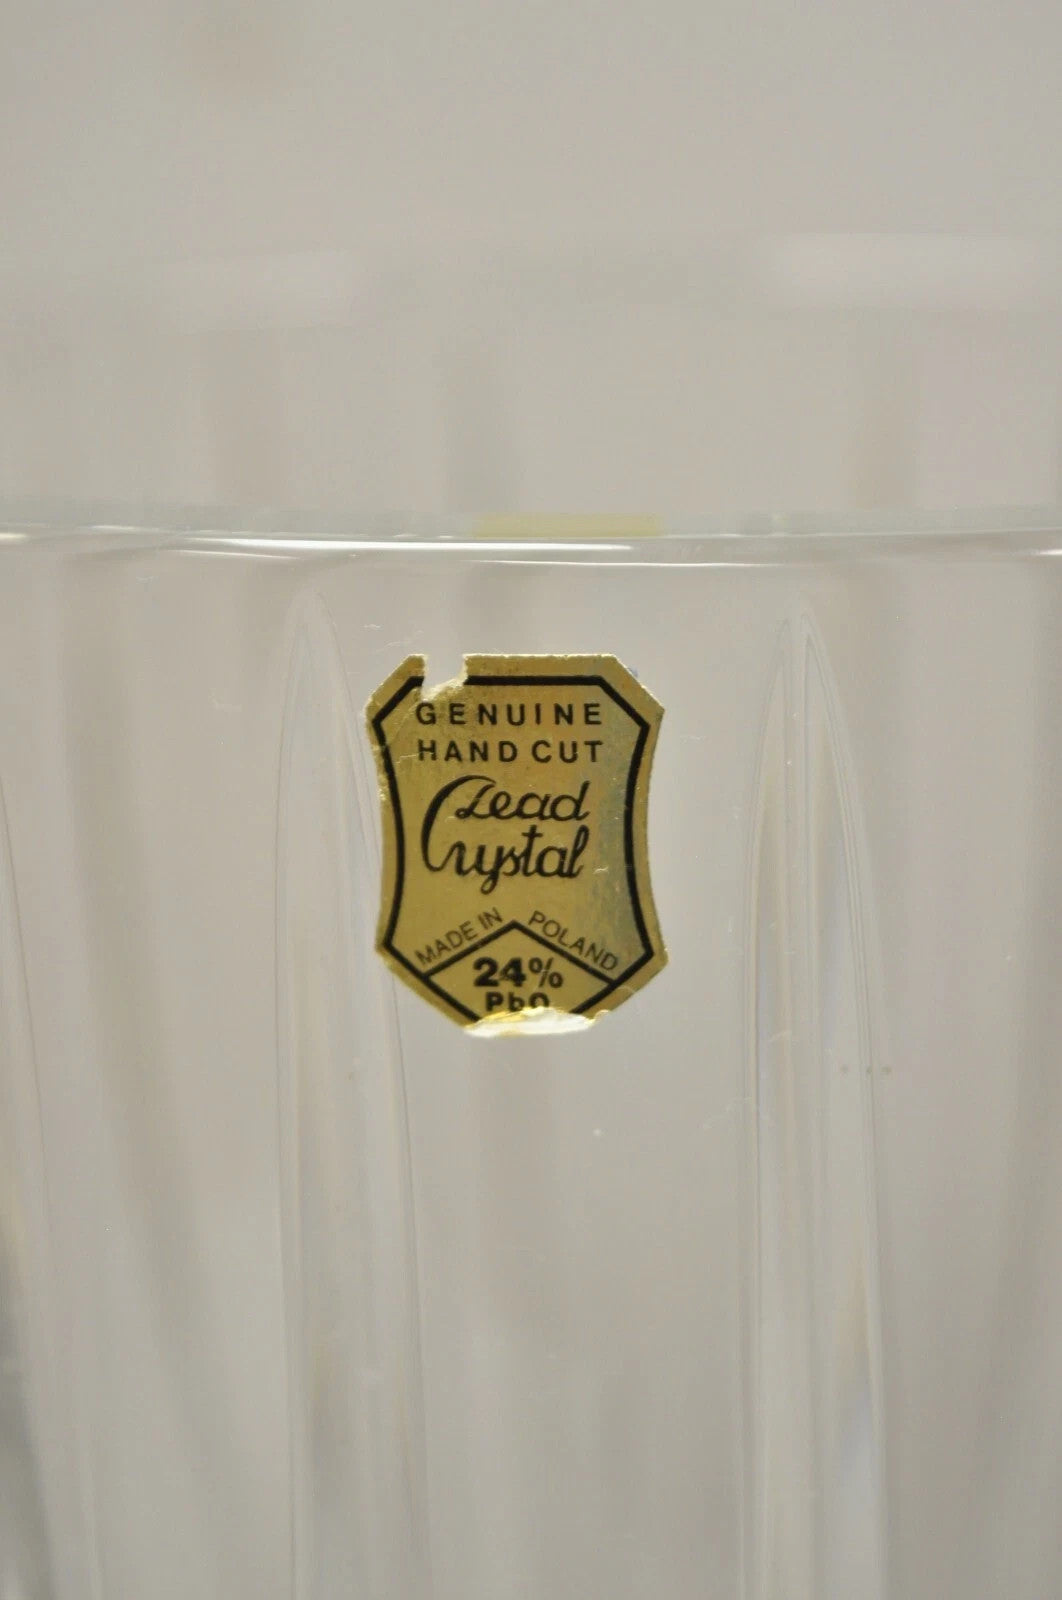 GENUINE
HAND CUT
Lead
Crystal
MADE IN POLAND
24%
PbO